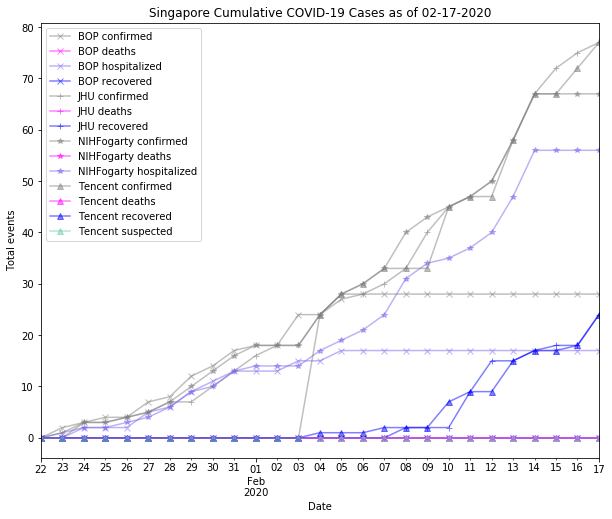 Singapore Cumulative COVID-19 Cases as of 02-17-2020
80
70
60
50
40
30
20
10
0
Total events
BOP confirmed
BOP deaths
BOP hospitalized
BOP recovered
JHU confirmed
JHU deaths
JHU recovered
NIHFogarty confirmed
NIHFogarty deaths
NIHFogarty hospitalized
Tencent confirmed
Tencent deaths
Tencent recovered
Tencent suspected
22 23 24 25 26 27 28 29 30 31 01 02 03 04 05 06 07 08 09 10 11 12 13 14 15 16 17
Feb
2020
Date